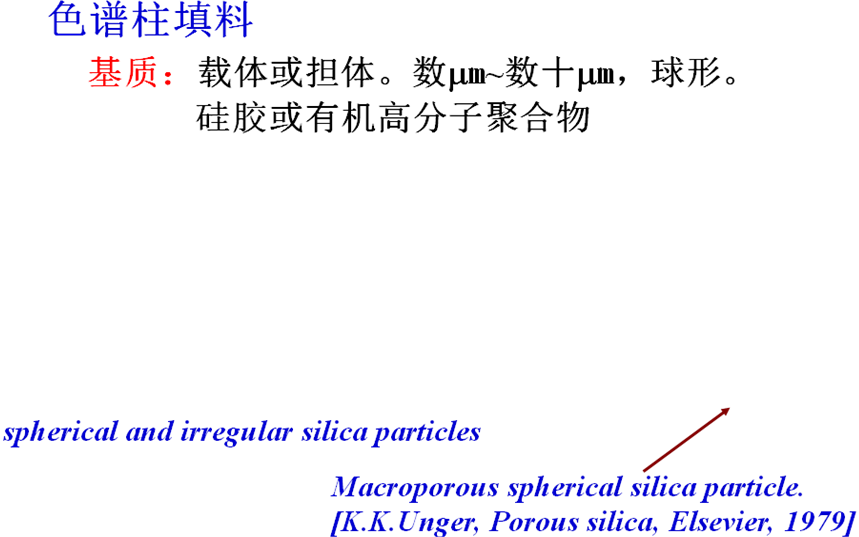 色谱柱填料
基质：载体或担体。数μm~数十μm，球形。
硅胶或有机高分子聚合物
spherical and irregular silica particles
Macroporous spherical silica particle.
[K.K.Unger, Porous silica, Elsevier, 1979]